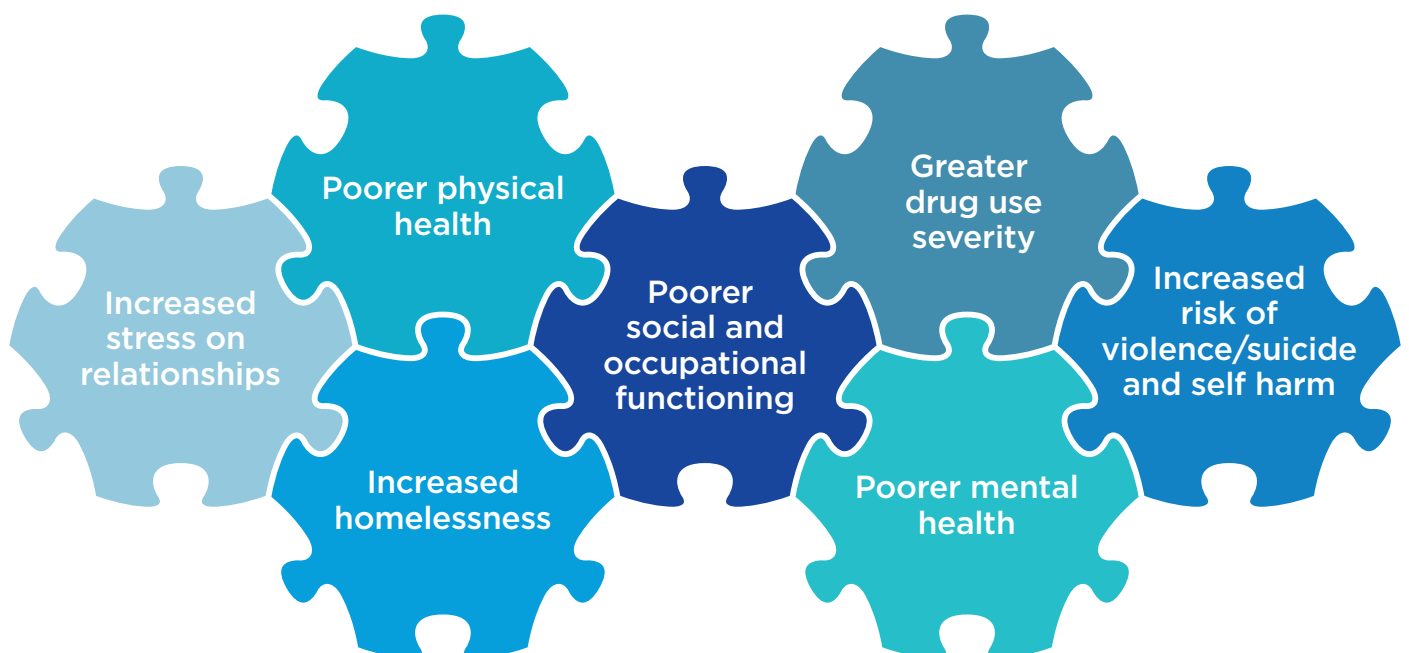 Increased
stress on
relationships
Poorer physical
health
Increased
homelessness
Poorer
social and
occupational
functioning
Greater
drug use
severity
Poorer mental
health
Increased
risk of
violence/suicide
and self harm